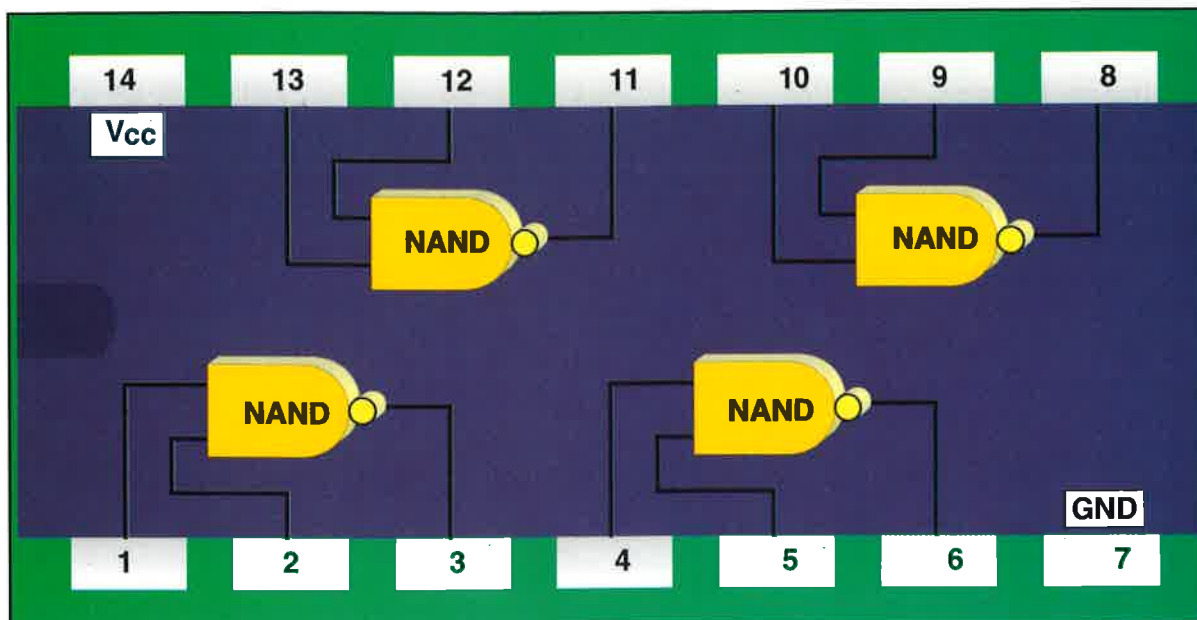 14 13 12 11 10 9 8
Vcc
NAND NAND
NAND NAND
GND
1 2 3 4 5 6 7